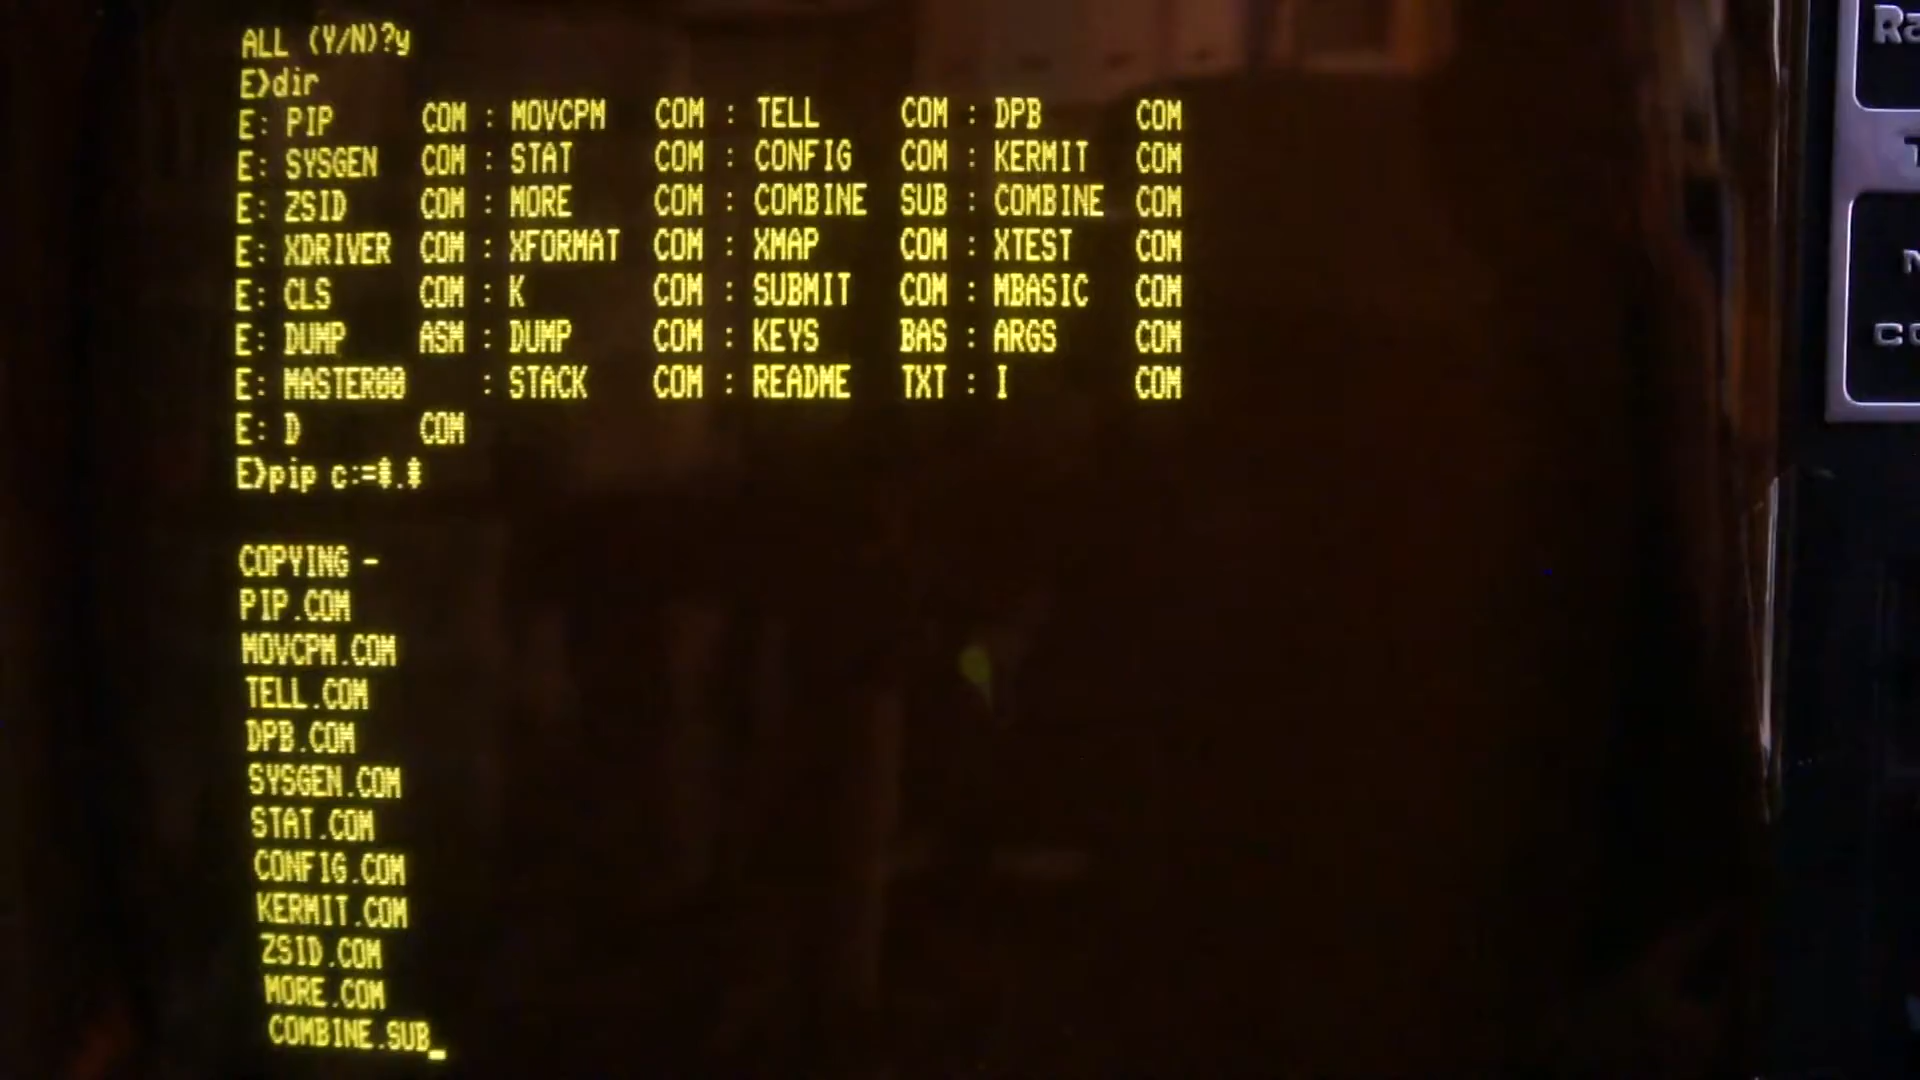 ALL (Y/N)?y
E>dir
E: PIP COM : MOVCPM COM : TELL COM : DPB COM
E: SYSGEN COM : STAT COM : CONFIG COM : KERMIT COM
E: ZSID COM : MORE COM : COMBINE SUB : COMBINE COM
E: XDRIVER COM : XFORMAT COM : XMAP COM : XTEST COM
E: CLS COM : K COM : SUBMIT COM : MBASIC COM
E: DUMP ASM : DUMP COM : KEYS BAS : ARGS COM
E: MASTER00 : STACK COM : README TXT : I COM
E: D COM
E>pip c:=*.*
COPYING -
PIP.COM
MOVCPM.COM
TELL.COM
DPB.COM
SYSGEN.COM
STAT.COM
CONFIG.COM
KERMIT.COM
ZSID.COM
MORE.COM
COMBINE.SUB_